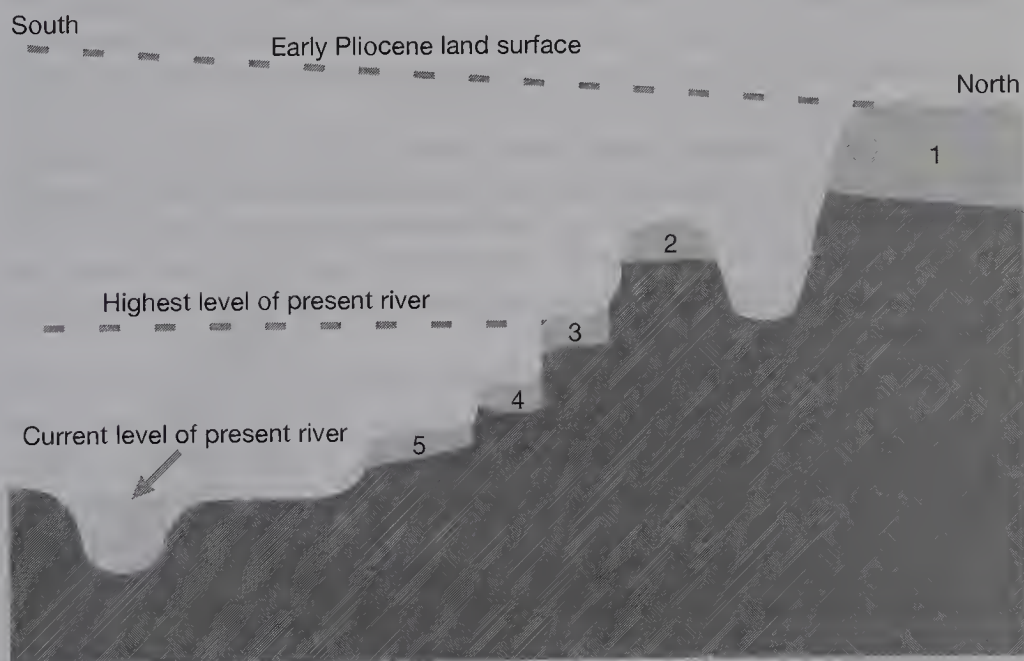 South
Early Pliocene land surface
North
1
2
Highest level of present river
3
4
Current level of present river
5